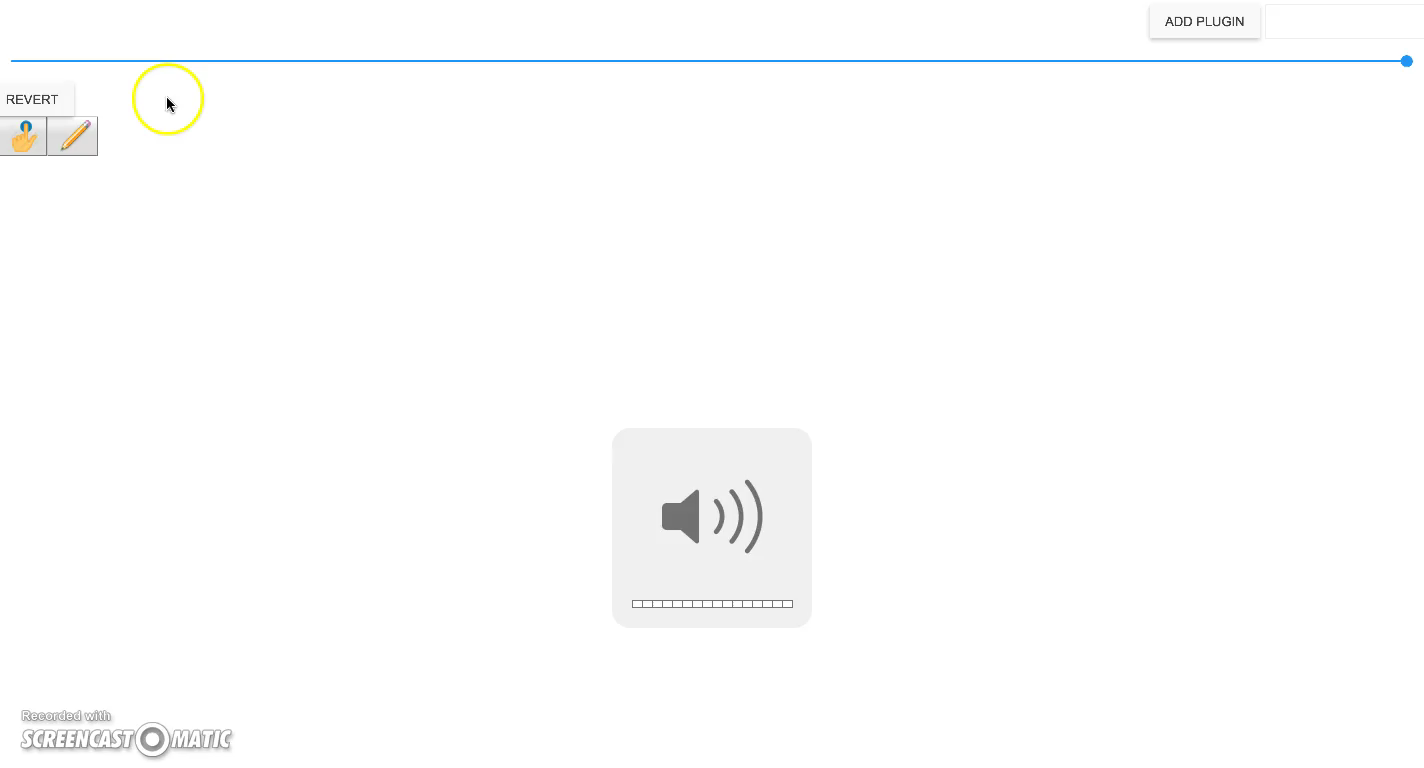 ADD PLUGIN
REVERT
Recorded with
SCREENCAST-O-MATIC